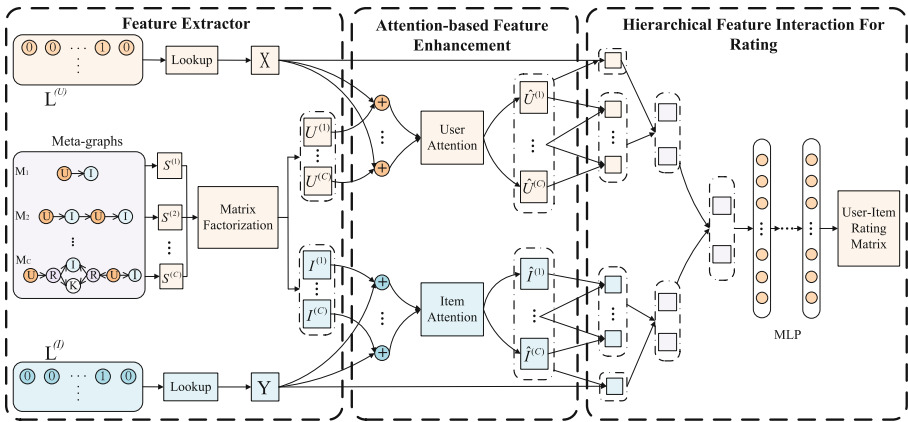 Feature Extractor
Attention-based Feature
Enhancement
Hierarchical Feature Interaction For
Rating
0 0 ···· 1 0
L^(U)
Lookup
X
Meta-graphs
M₁ U I
M₂ U I U I
M_C U R I K R U I
S^(1)
S^(2)
S^(C)
Matrix
Factorization
U^(1)
U^(C)
I^(1)
I^(C)
+
+
+
+
User
Attention
Item
Attention
Û^(1)
Û^(C)
Î^(1)
Î^(C)
MLP
User-Item
Rating
Matrix
L^(I)
0 0 ···· 1 0
Lookup
Y